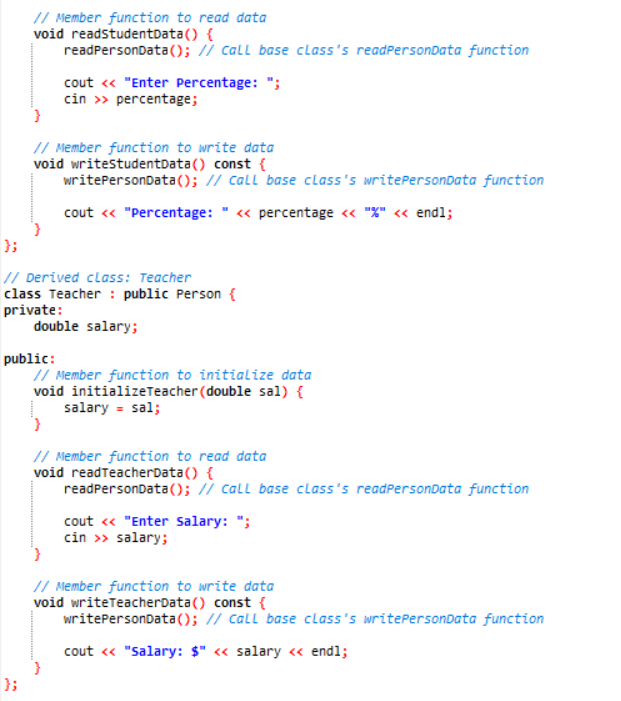 // Member function to read data
void readStudentData() {
readPersonData(); // Call base class's readPersonData function
cout << "Enter Percentage: ";
cin >> percentage;
}
// Member function to write data
void writeStudentData() const {
writePersonData(); // Call base class's writePersonData function
cout << "Percentage: " << percentage << "%" << endl;
}
};
// Derived class: Teacher
class Teacher : public Person {
private:
double salary;
public:
// Member function to initialize data
void initializeTeacher(double sal) {
salary = sal;
}
// Member function to read data
void readTeacherData() {
readPersonData(); // Call base class's readPersonData function
cout << "Enter Salary: ";
cin >> salary;
}
// Member function to write data
void writeTeacherData() const {
writePersonData(); // Call base class's writePersonData function
cout << "Salary: $" << salary << endl;
}
};